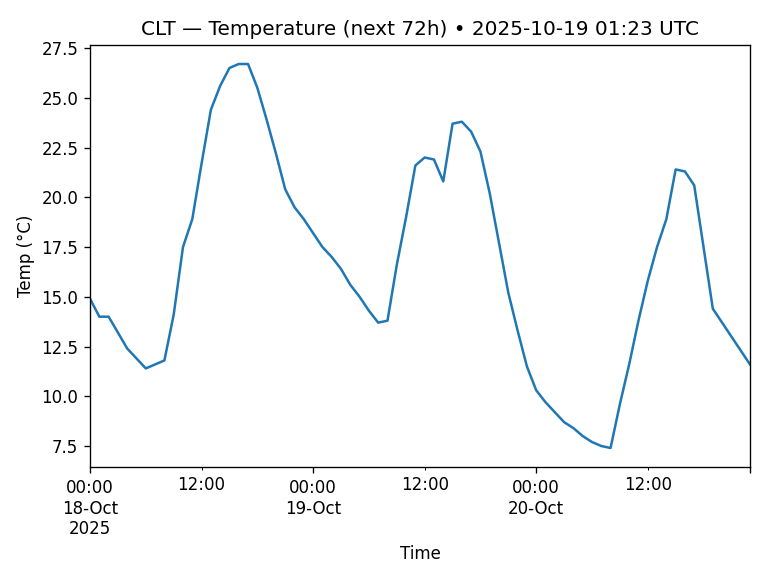 CLT — Temperature (next 72h) • 2025-10-19 01:23 UTC
27.5
25.0
22.5
20.0
17.5
15.0
12.5
10.0
7.5
Temp (°C)
00:00 12:00 00:00 12:00 00:00 12:00
18-Oct 19-Oct 20-Oct
2025
Time